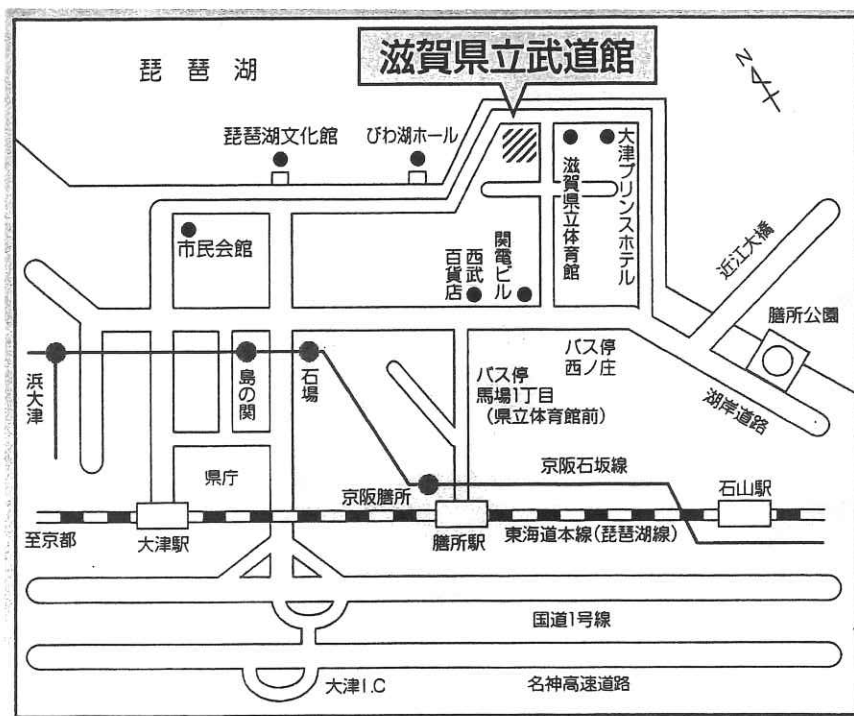 滋賀県立武道館
琵琶湖
N
琵琶湖文化館
びわ湖ホール
滋賀県立体育館
大津プリンスホテル
市民会館
西武
百貨店
関電ビル
近江大橋
膳所公園
浜大津
島の関
石場
バス停
馬場1丁目
(県立体育館前)
バス停
西ノ庄
湖岸道路
県庁
京阪膳所
京阪石坂線
石山駅
至京都
大津駅
膳所駅
東海道本線(琵琶湖線)
国道1号線
大津I.C
名神高速道路